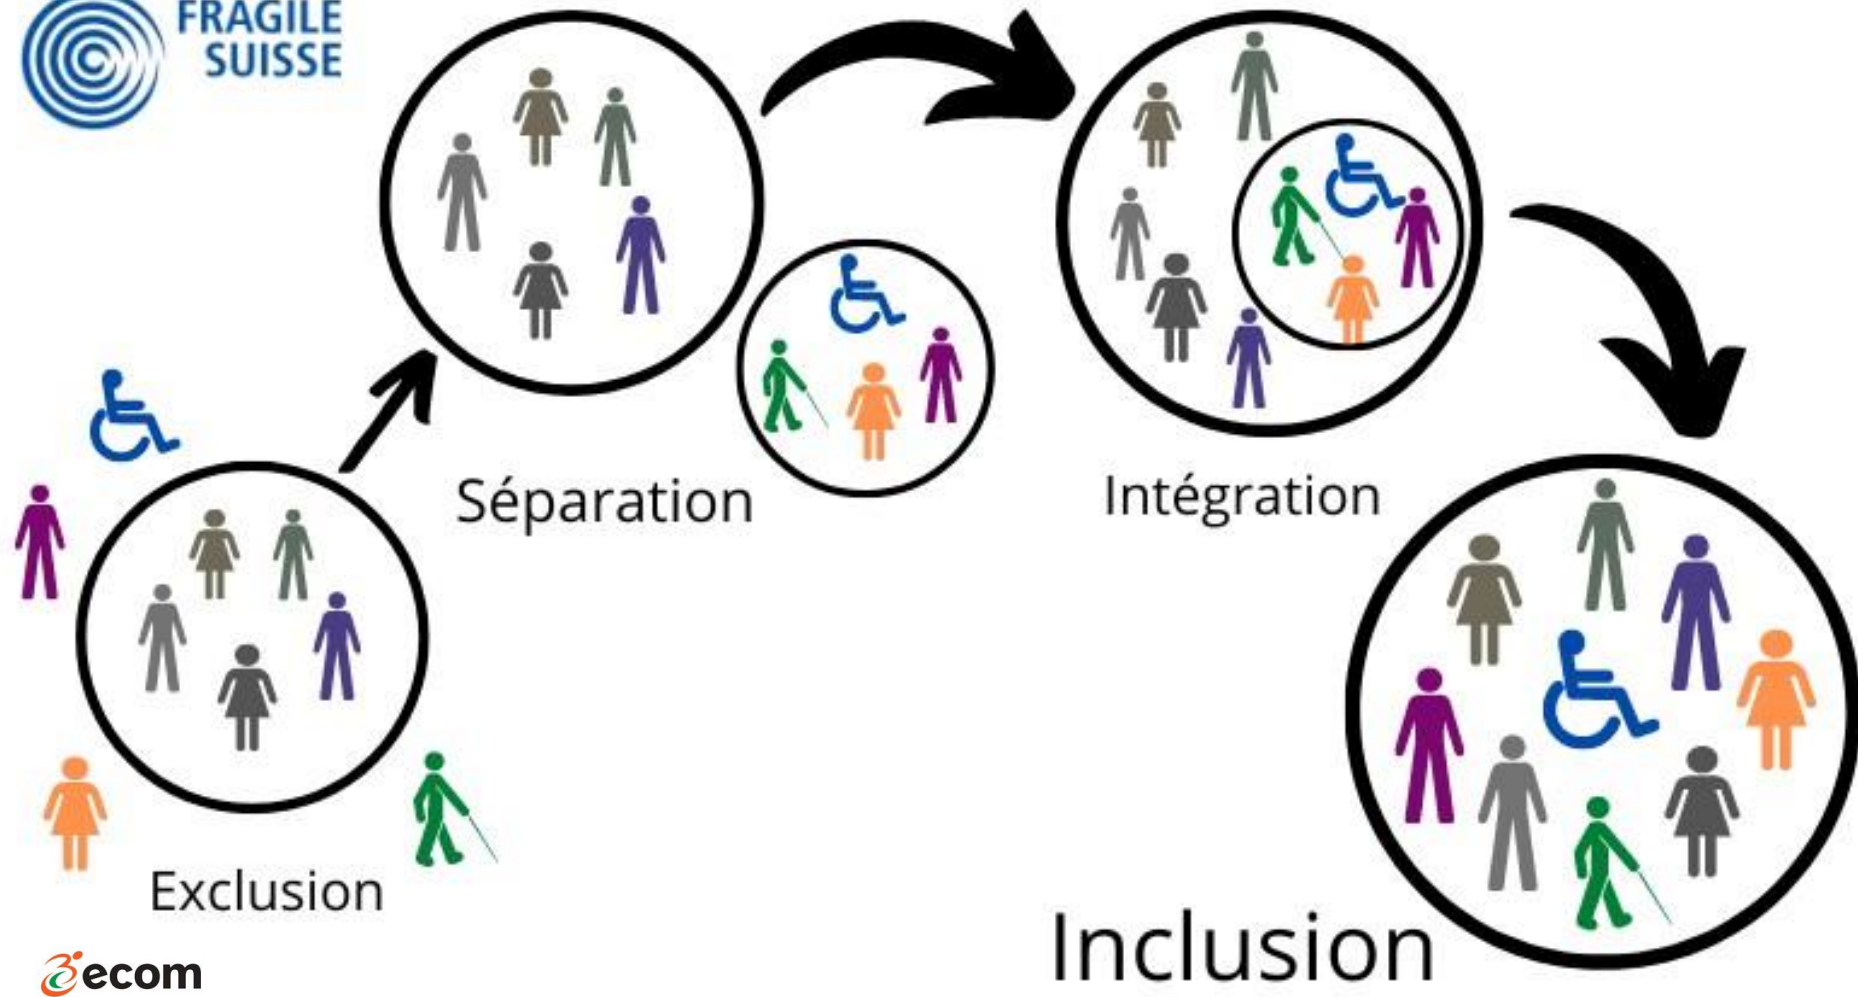 FRAGILE
SUISSE
Séparation
Intégration
Exclusion
Inclusion
ecom